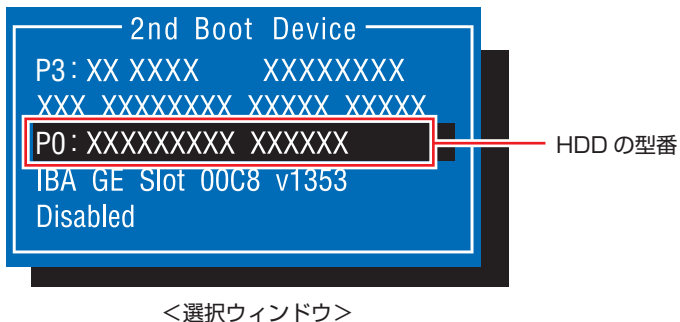 2nd Boot Device
P3：XX XXXX XXXXXXXX
XXX XXXXXXXX XXXXX XXXXX
P0：XXXXXXXXX XXXXXX
HDD の型番
IBA GE Slot 00C8 v1353
Disabled
＜選択ウィンドウ＞